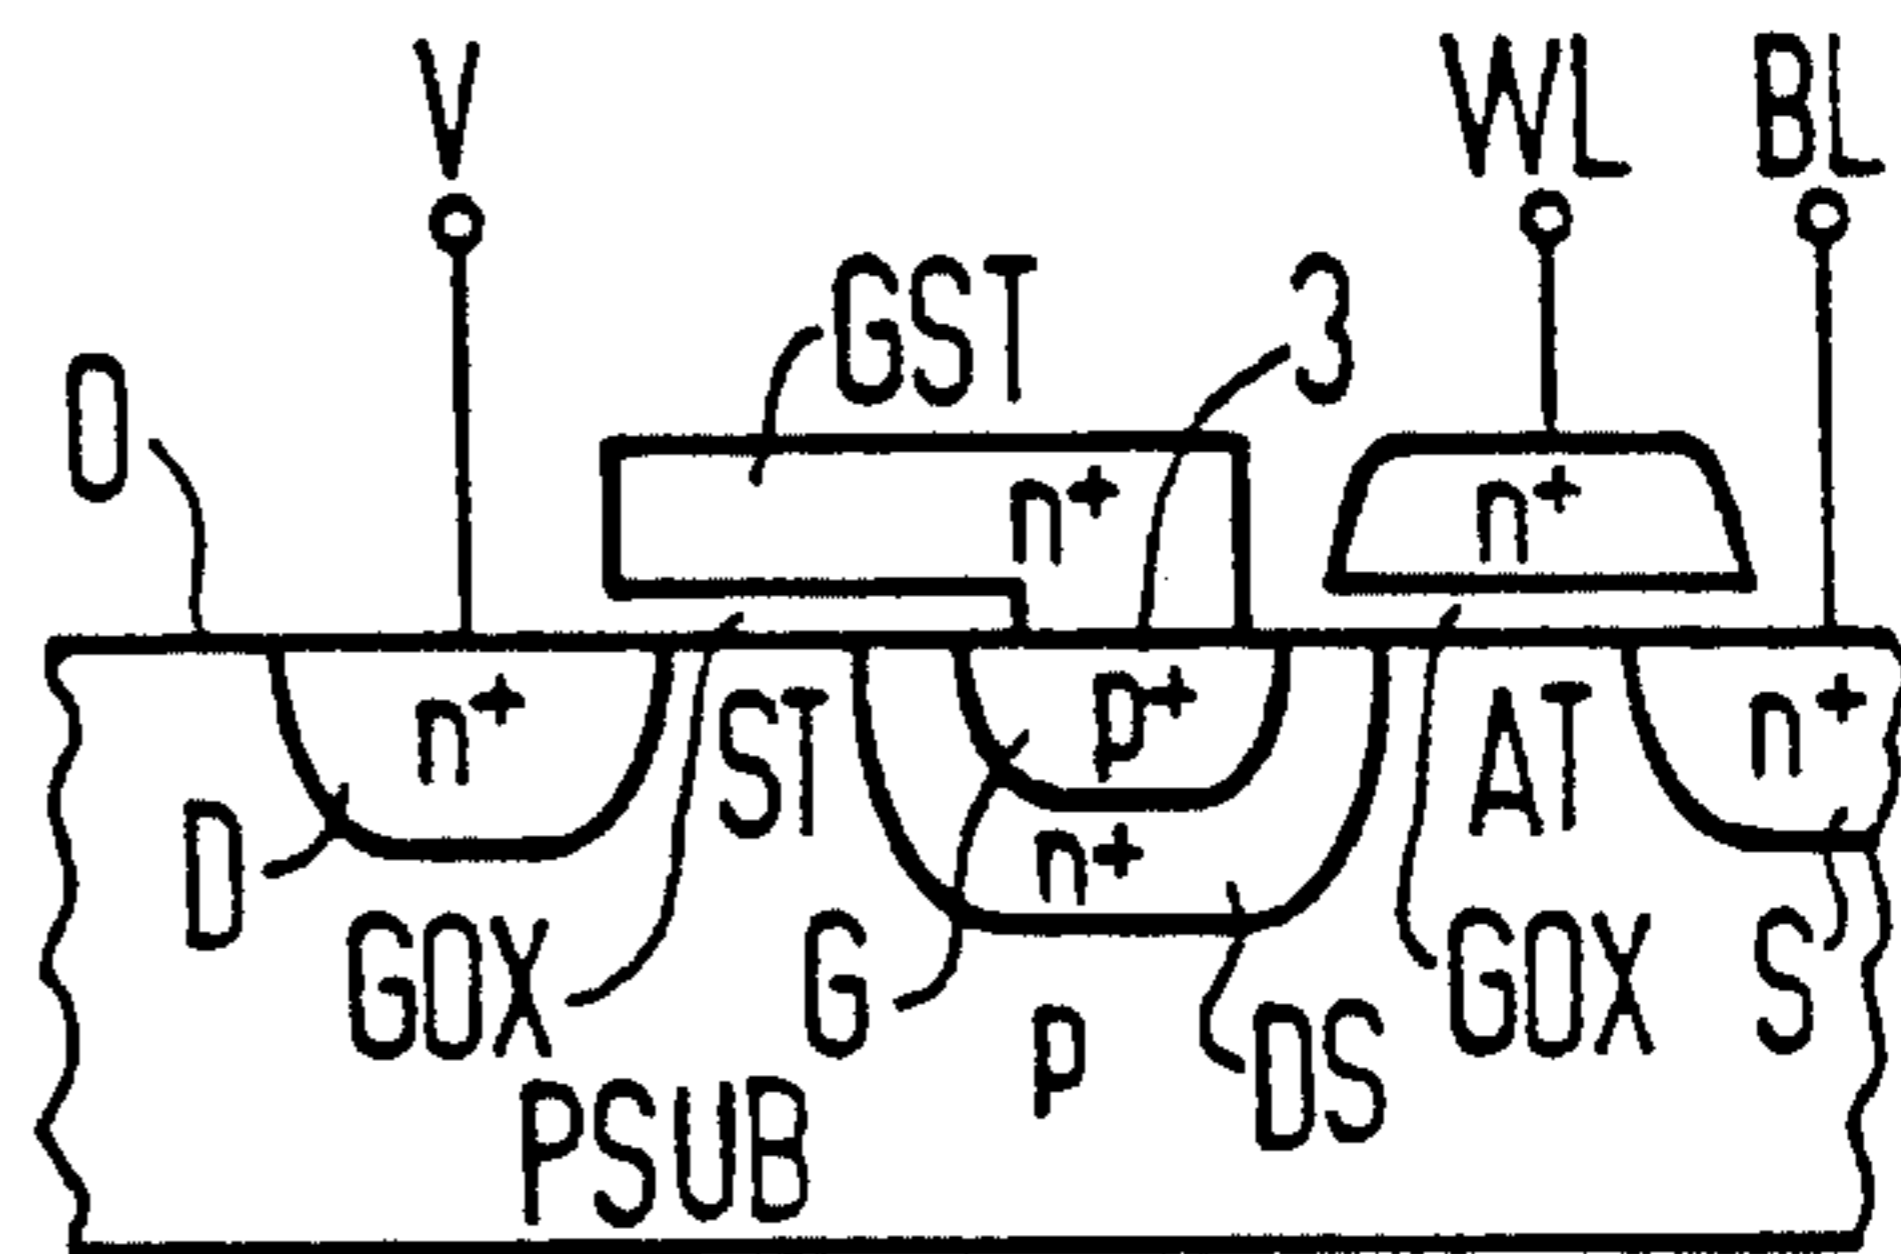 V WL BL
GST 3
O
n+ n+
n+ ST p+ AT n+
D n+
GOX G GOX S
p DS
PSUB